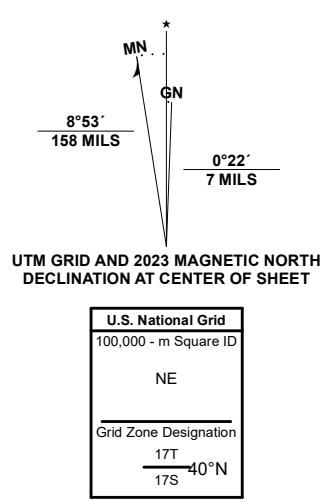 ★
MN
GN
8°53´
158 MILS
0°22´
7 MILS
UTM GRID AND 2023 MAGNETIC NORTH
DECLINATION AT CENTER OF SHEET
U.S. National Grid
100,000 - m Square ID
NE
Grid Zone Designation
17T
40°N
17S